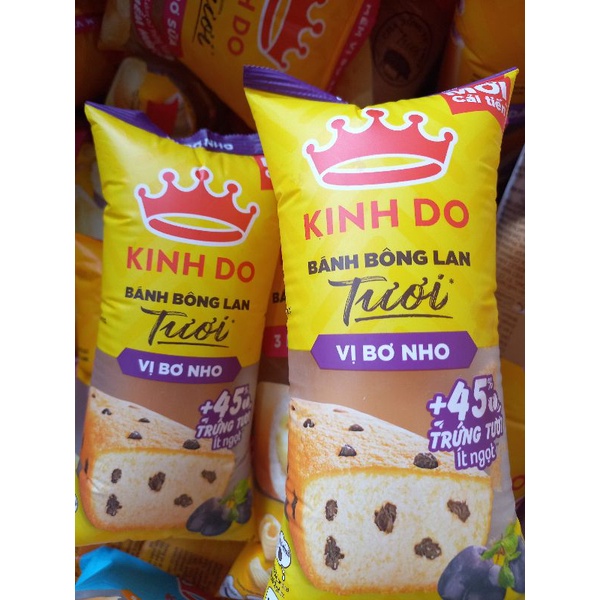 KINH DO
BÁNH BÔNG LAN
Tươi
VỊ BƠ NHO
+45%
TRỨNG TƯƠI
ít ngọt
MỚI
Cải tiến
KINH DO
BÁNH BÔNG LAN
Tươi
VỊ BƠ NHO
+45%
TRỨNG TƯƠI
ít ngọt